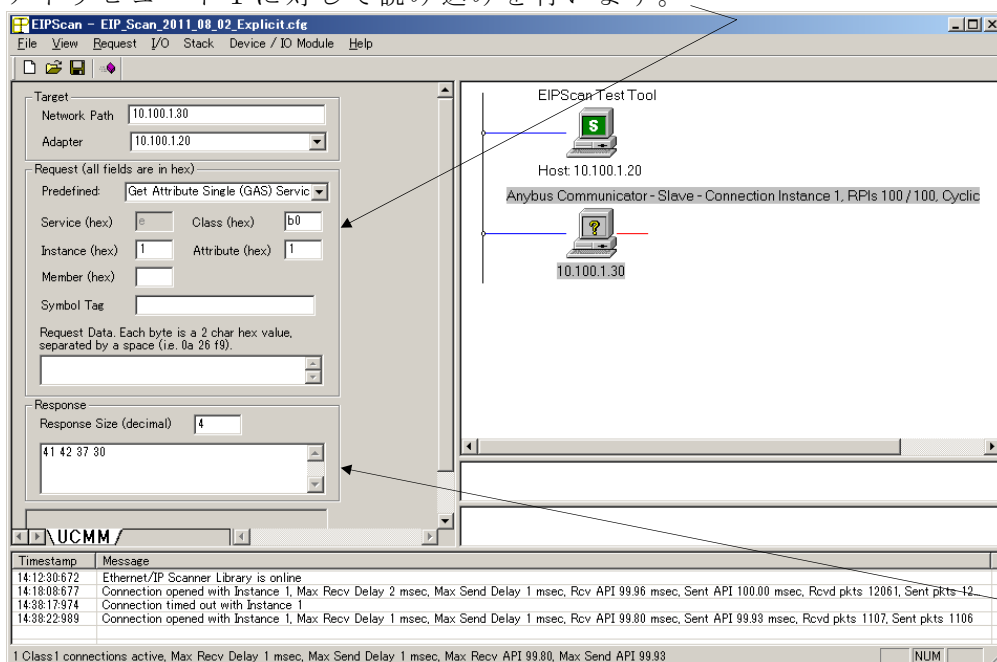 アトリビュート１に対して読み込みを行います。
EIPScan - EIP_Scan_2011_08_02_Explicit.cfg
File View Request I/O Stack Device / IO Module Help
Target
Network Path 10.100.1.30
Adapter 10.100.1.20
Request (all fields are in hex)
Predefined: Get Attribute Single (GAS) Servic
Service (hex) e Class (hex) b0
Instance (hex) 1 Attribute (hex) 1
Member (hex)
Symbol Tag
Request Data. Each byte is a 2 char hex value,
separated by a space (i.e. 0a 26 f9).
Response
Response Size (decimal) 4
41 42 37 30
UCMM
EIPScan Test Tool
S
Host: 10.100.1.20
Anybus Communicator - Slave - Connection Instance 1, RPIs 100 / 100, Cyclic
?
10.100.1.30
Timestamp Message
14:12:30:672 Ethernet/IP Scanner Library is online
14:18:08:677 Connection opened with Instance 1, Max Recv Delay 2 msec, Max Send Delay 1 msec, Rcv API 99.96 msec, Sent API 100.00 msec, Rcvd pkts 12061, Sent pkts 12
14:38:17:974 Connection timed out with Instance 1
14:38:22:989 Connection opened with Instance 1, Max Recv Delay 1 msec, Max Send Delay 1 msec, Rcv API 99.80 msec, Sent API 99.93 msec, Rcvd pkts 1107, Sent pkts 1106
1 Class1 connections active, Max Recv Delay 1 msec, Max Send Delay 1 msec, Max Recv API 99.80, Max Send API 99.93 NUM